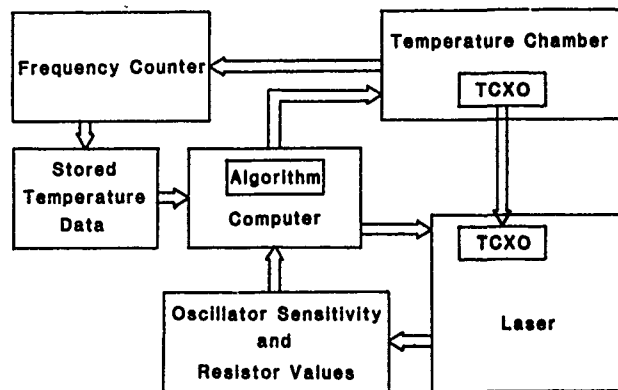 Frequency Counter
Temperature Chamber
TCXO
Stored
Temperature
Data
Algorithm
Computer
TCXO
Laser
Oscillator Sensitivity
and
Resistor Values